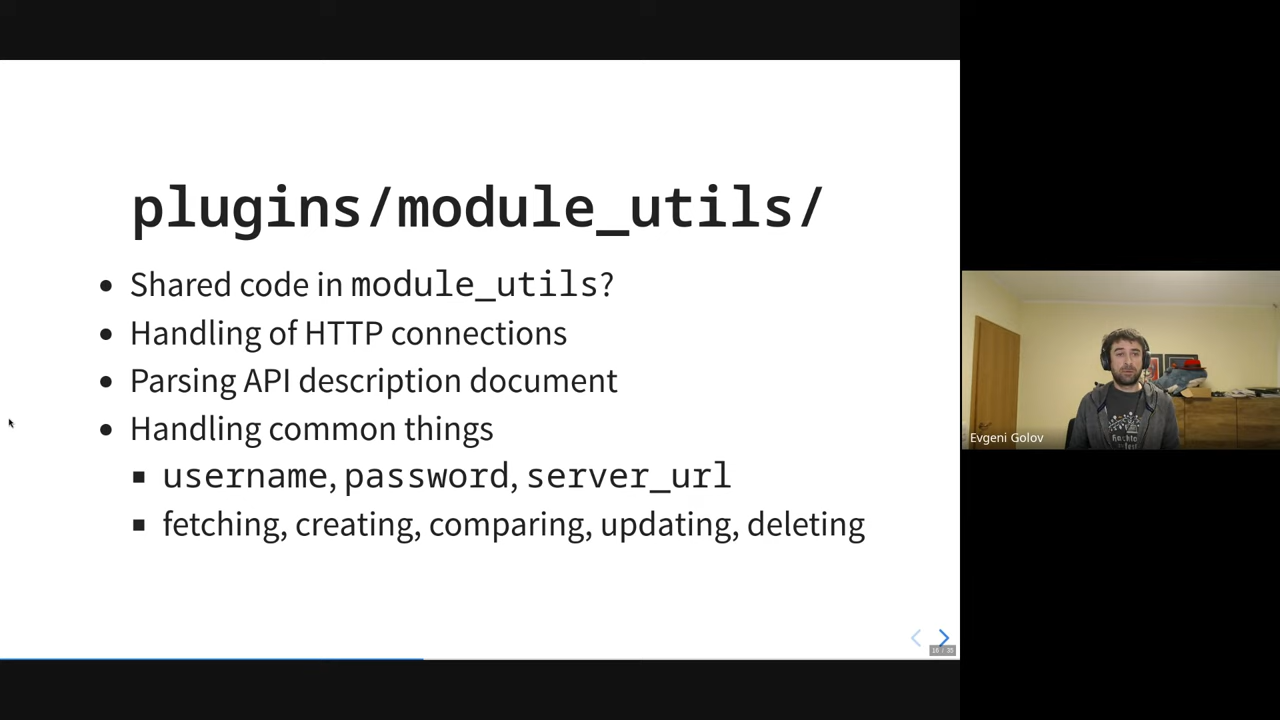 plugins/module_utils/
Shared code in module_utils?
Handling of HTTP connections
Parsing API description document
Handling common things
username, password, server_url
fetching, creating, comparing, updating, deleting
Evgeni Golov